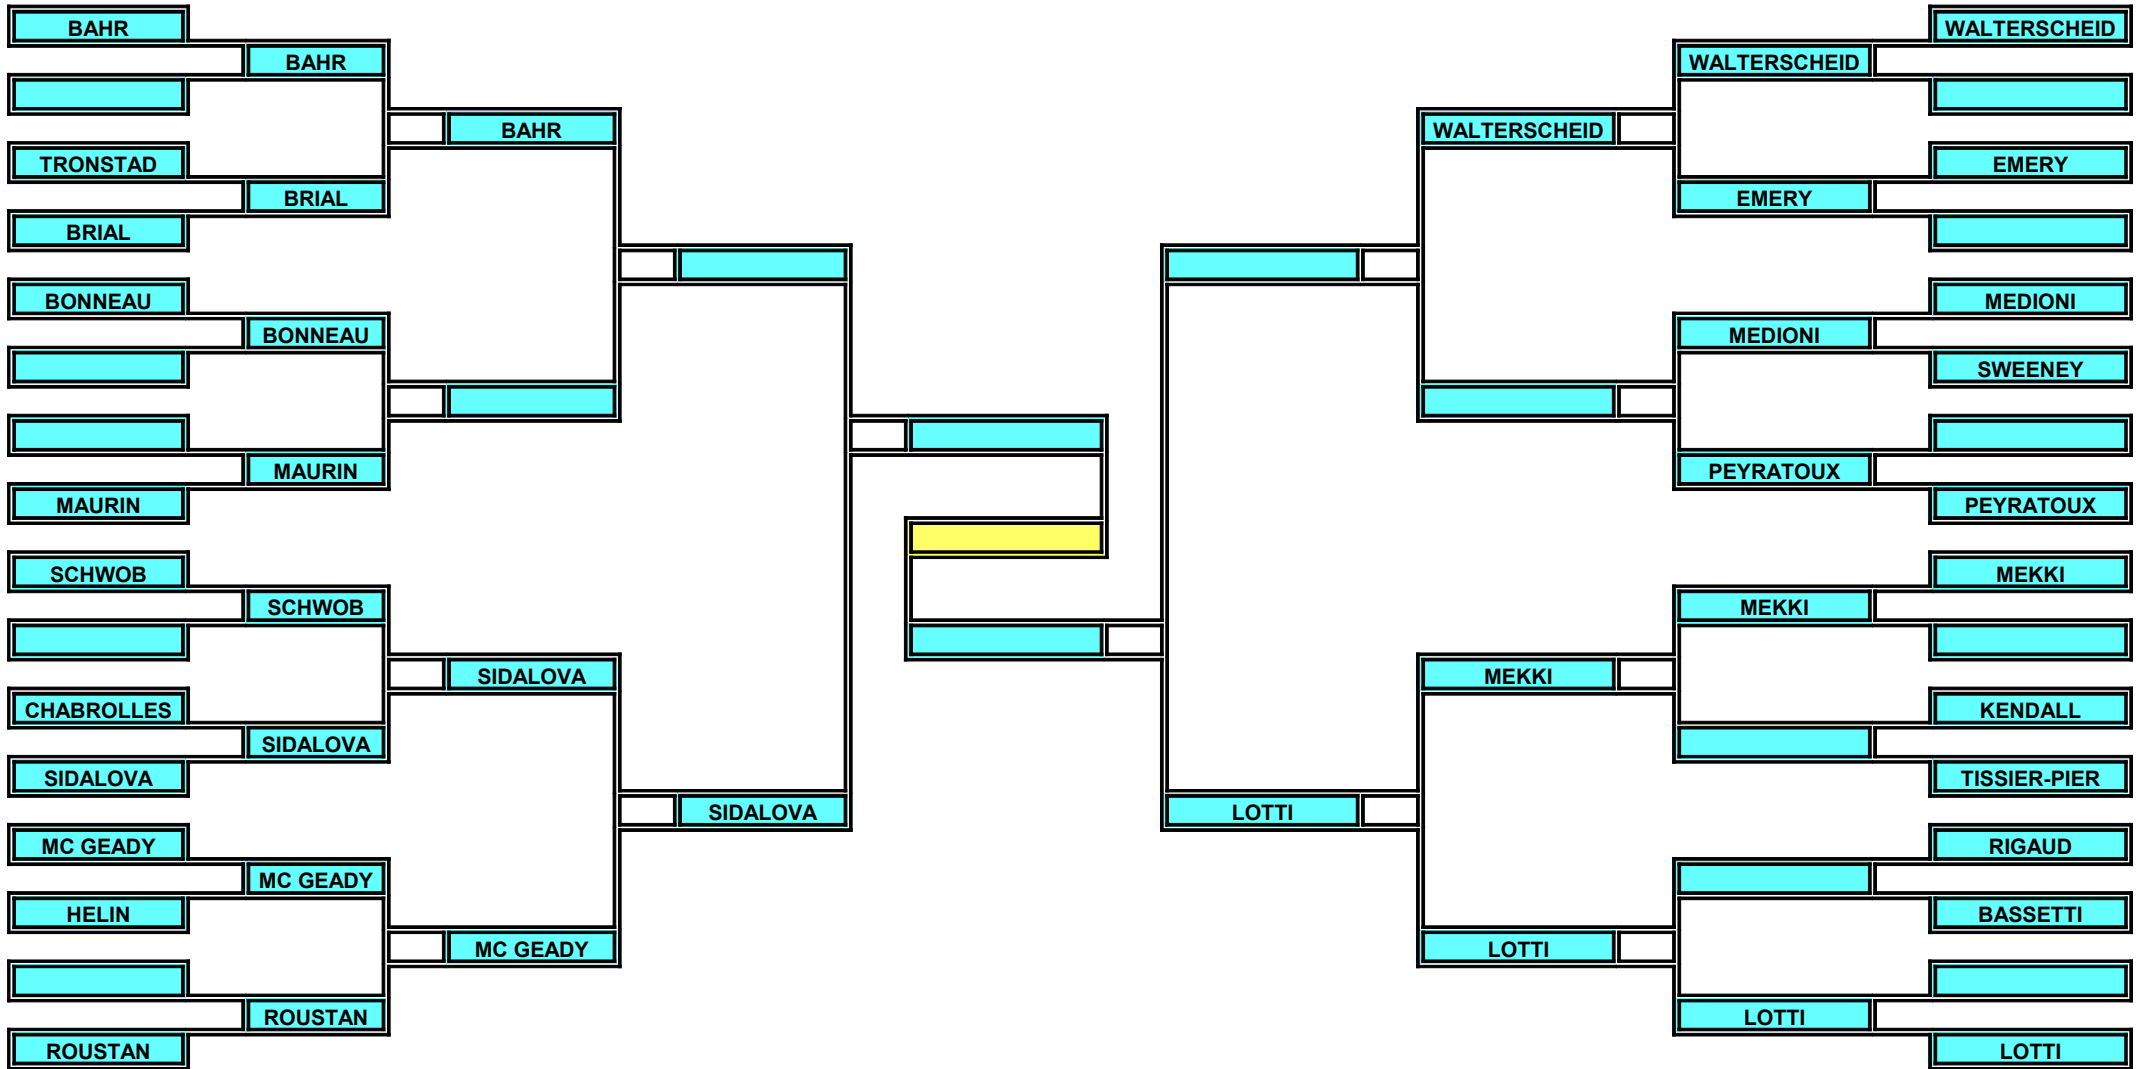 BAHR
BAHR
TRONSTAD
BRIAL
BRIAL
BAHR
BONNEAU
BONNEAU
MAURIN
MAURIN
SCHWOB
SCHWOB
CHABROLLES
SIDALOVA
SIDALOVA
SIDALOVA
MC GEADY
MC GEADY
HELIN
ROUSTAN
ROUSTAN
MC GEADY
SIDALOVA
WALTERSCHEID
WALTERSCHEID
WALTERSCHEID
EMERY
EMERY
MEDIONI
MEDIONI
SWEENEY
PEYRATOUX
PEYRATOUX
MEKKI
MEKKI
MEKKI
KENDALL
TISSIER-PIER
LOTTI
RIGAUD
BASSETTI
LOTTI
LOTTI
LOTTI